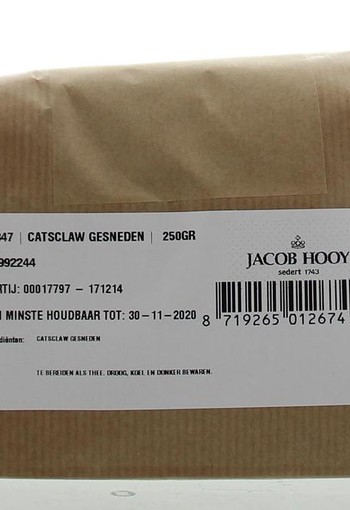 347 | CATSCLAW GESNEDEN | 250GR
992244
RTIJ: 00017797 - 171214
MINSTE HOUDBAAR TOT: 30-11-2020
diënten: CATSCLAW GESNEDEN
TE BEREIDEN ALS THEE. DROOG, KOEL EN DONKER BEWAREN.
JACOB HOOY
sedert 1743
8 719265 012674